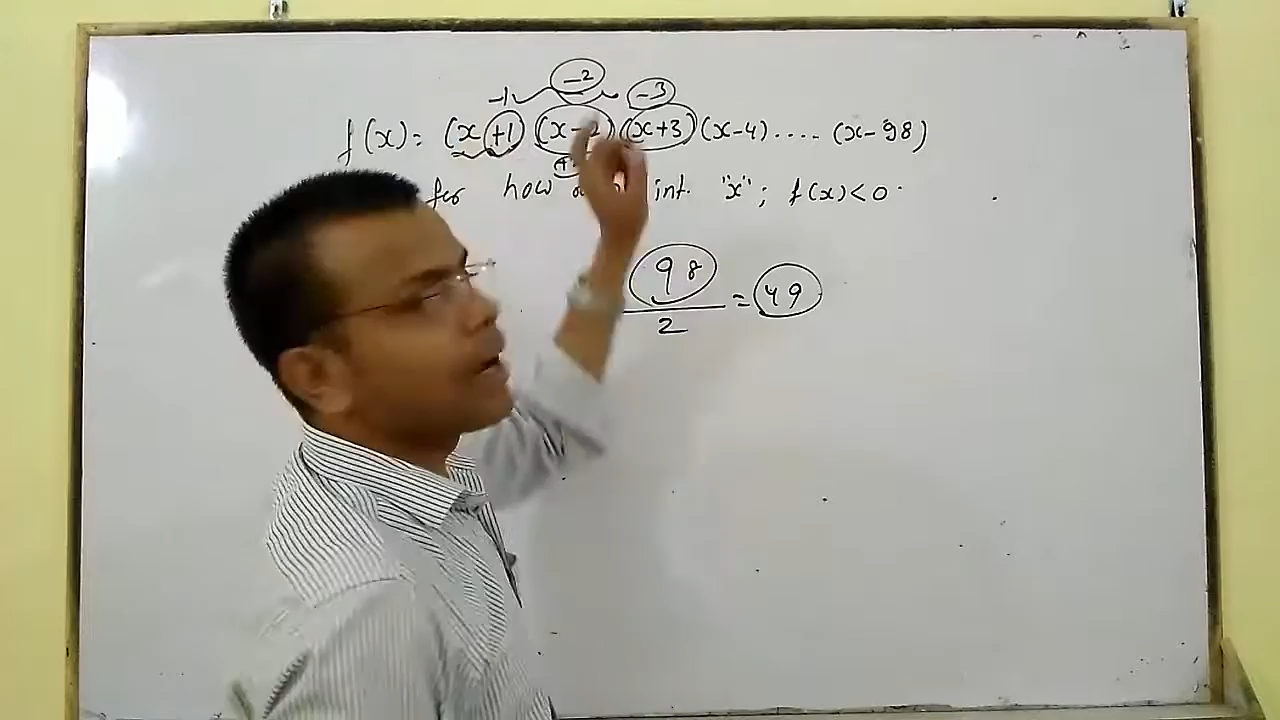 -2
-1 -3
f(x) = (x+1) (x-2) (x+3) (x-4) .... (x-98)
for how int. "x" ; f(x) < 0
98
2 = 49